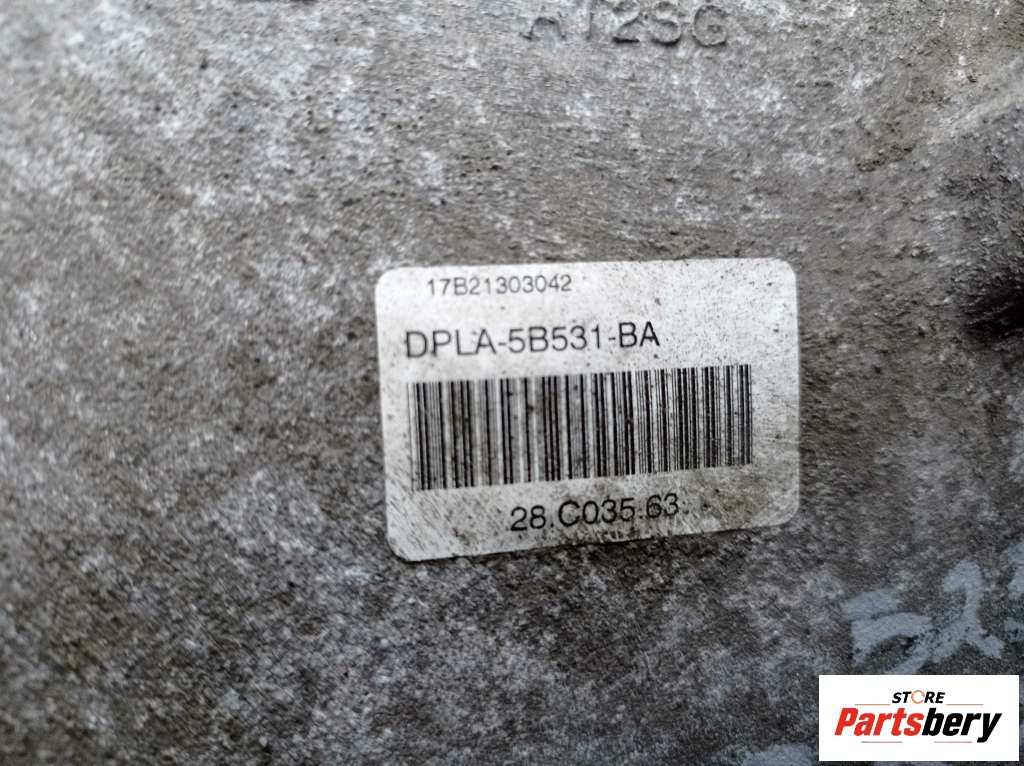 17B21303042
DPLA-5B531-BA
28.C035.63
STORE
Partsbery